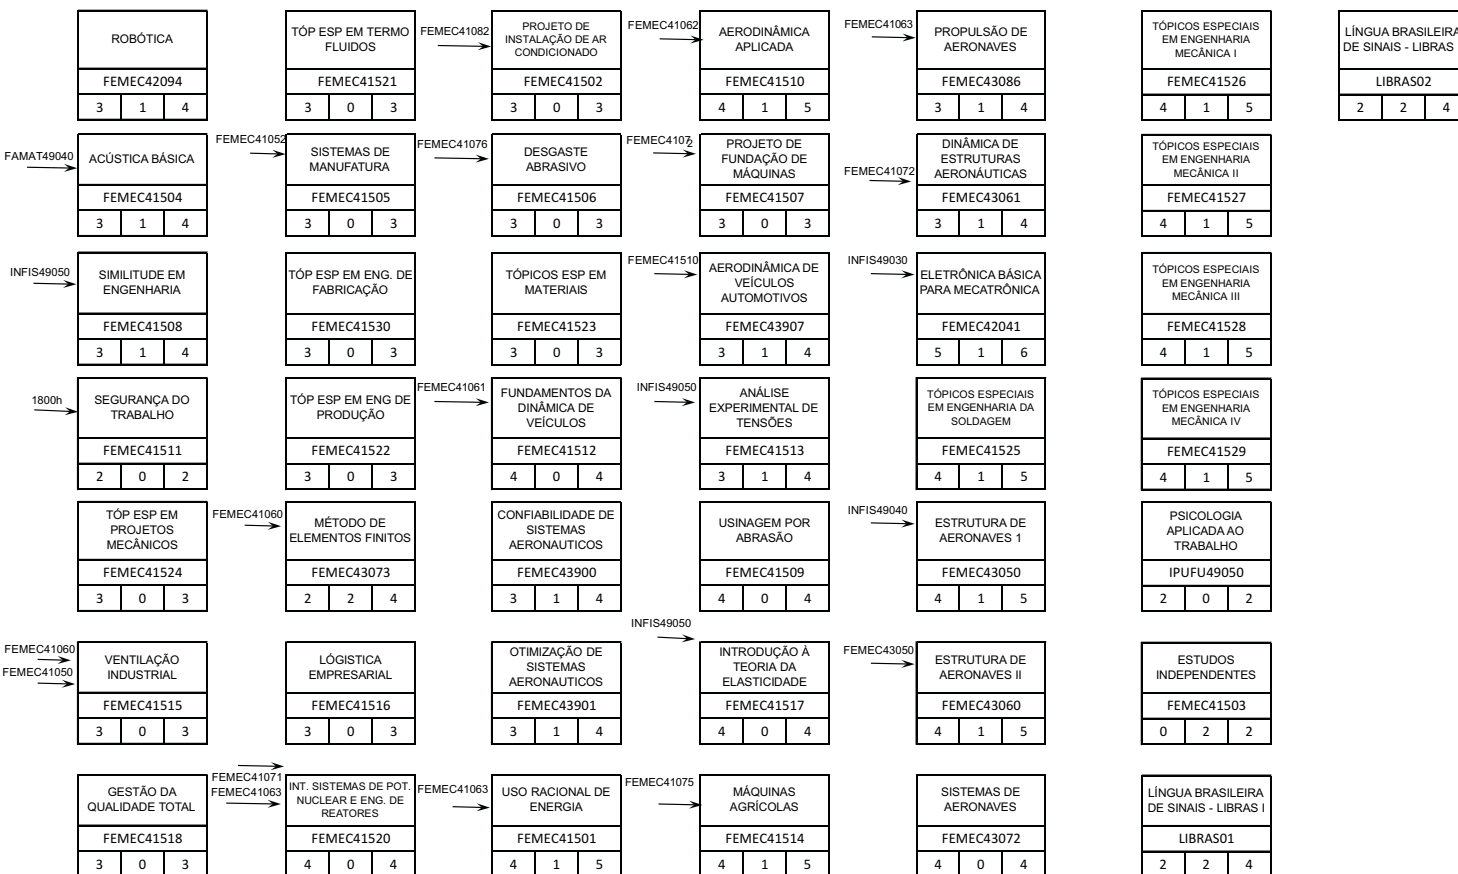 ROBÓTICA
FEMEC42094
3 1 4
TÓP ESP EM TERMO
FLUIDOS
FEMEC41521
3 0 3
FEMEC41082
PROJETO DE
INSTALAÇÃO DE AR
CONDICIONADO
FEMEC41502
3 0 3
FEMEC41062
AERODINÂMICA
APLICADA
FEMEC41510
4 1 5
FEMEC41063
PROPULSÃO DE
AERONAVES
FEMEC43086
3 1 4
TÓPICOS ESPECIAIS
EM ENGENHARIA
MECÂNICA I
FEMEC41526
4 1 5
LÍNGUA BRASILEIRA
DE SINAIS - LIBRAS
LIBRAS02
2 2 4
FAMAT49040
ACÚSTICA BÁSICA
FEMEC41504
3 1 4
FEMEC41052
SISTEMAS DE
MANUFATURA
FEMEC41505
3 0 3
FEMEC41076
DESGASTE
ABRASIVO
FEMEC41506
3 0 3
FEMEC41072
PROJETO DE
FUNDAÇÃO DE
MÁQUINAS
FEMEC41507
3 0 3
FEMEC41072
DINÂMICA DE
ESTRUTURAS
AERONÁUTICAS
FEMEC43061
3 1 4
TÓPICOS ESPECIAIS
EM ENGENHARIA
MECÂNICA II
FEMEC41527
4 1 5
INFIS49050
SIMILITUDE EM
ENGENHARIA
FEMEC41508
3 1 4
TÓP ESP EM ENG. DE
FABRICAÇÃO
FEMEC41530
3 0 3
TÓPICOS ESP EM
MATERIAIS
FEMEC41523
3 0 3
FEMEC41510
AERODINÂMICA DE
VEÍCULOS
AUTOMOTIVOS
FEMEC43907
3 1 4
INFIS49030
ELETRÔNICA BÁSICA
PARA MECATRÔNICA
FEMEC42041
5 1 6
TÓPICOS ESPECIAIS
EM ENGENHARIA
MECÂNICA III
FEMEC41528
4 1 5
1800h
SEGURANÇA DO
TRABALHO
FEMEC41511
2 0 2
TÓP ESP EM ENG DE
PRODUÇÃO
FEMEC41522
3 0 3
FEMEC41061
FUNDAMENTOS DA
DINÂMICA DE
VEÍCULOS
FEMEC41512
4 0 4
INFIS49050
ANÁLISE
EXPERIMENTAL DE
TENSÕES
FEMEC41513
3 1 4
TÓPICOS ESPECIAIS
EM ENGENHARIA DA
SOLDAGEM
FEMEC41525
4 1 5
TÓPICOS ESPECIAIS
EM ENGENHARIA
MECÂNICA IV
FEMEC41529
4 1 5
TÓP ESP EM
PROJETOS
MECÂNICOS
FEMEC41524
3 0 3
FEMEC41060
MÉTODO DE
ELEMENTOS FINITOS
FEMEC43073
2 2 4
CONFIABILIDADE DE
SISTEMAS
AERONAUTICOS
FEMEC43900
3 1 4
USINAGEM POR
ABRASÃO
FEMEC41509
4 0 4
INFIS49040
ESTRUTURA DE
AERONAVES 1
FEMEC43050
4 1 5
PSICOLOGIA
APLICADA AO
TRABALHO
IPUFU49050
2 0 2
FEMEC41060
FEMEC41050
VENTILAÇÃO
INDUSTRIAL
FEMEC41515
3 0 3
LÓGISTICA
EMPRESARIAL
FEMEC41516
3 0 3
OTIMIZAÇÃO DE
SISTEMAS
AERONAUTICOS
FEMEC43901
3 1 4
INFIS49050
INTRODUÇÃO À
TEORIA DA
ELASTICIDADE
FEMEC41517
4 0 4
FEMEC43050
ESTRUTURA DE
AERONAVES II
FEMEC43060
4 1 5
ESTUDOS
INDEPENDENTES
FEMEC41503
0 2 2
GESTÃO DA
QUALIDADE TOTAL
FEMEC41518
3 0 3
FEMEC41071
FEMEC41063
INT. SISTEMAS DE POT.
NUCLEAR E ENG. DE
REATORES
FEMEC41520
4 0 4
FEMEC41063
USO RACIONAL DE
ENERGIA
FEMEC41501
4 1 5
FEMEC41075
MÁQUINAS
AGRÍCOLAS
FEMEC41514
4 1 5
SISTEMAS DE
AERONAVES
FEMEC43072
4 0 4
LÍNGUA BRASILEIRA
DE SINAIS - LIBRAS I
LIBRAS01
2 2 4